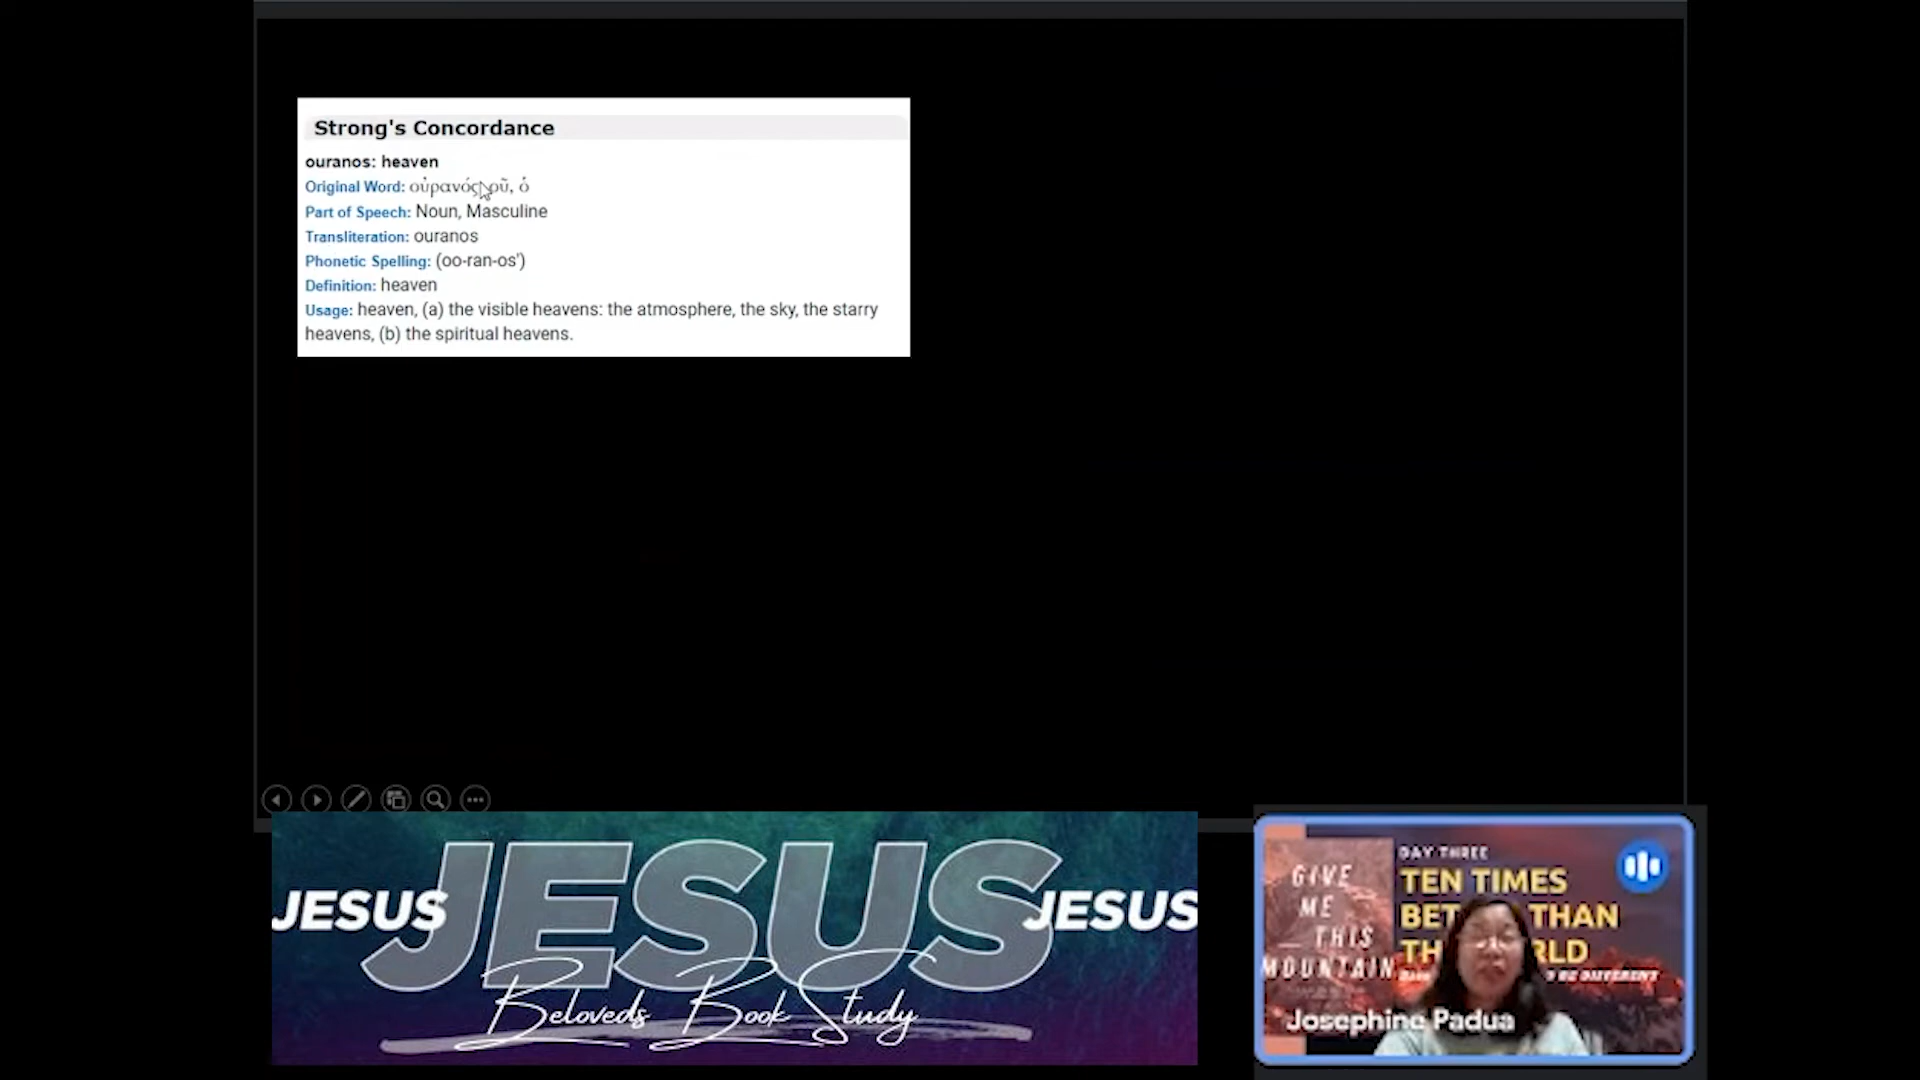 Strong's Concordance
ouranos: heaven
Original Word: οὐρανός, οῦ, ὁ
Part of Speech: Noun, Masculine
Transliteration: ouranos
Phonetic Spelling: (oo-ran-os')
Definition: heaven
Usage: heaven, (a) the visible heavens: the atmosphere, the sky, the starry
heavens, (b) the spiritual heavens.
JESUS
JESUS
JESUS
Beloveds Book Study
GIVE
ME
THIS
MOUNTAIN
DAY THREE
TEN TIMES
THAN
BE DIFFERENT
Josephine Padua